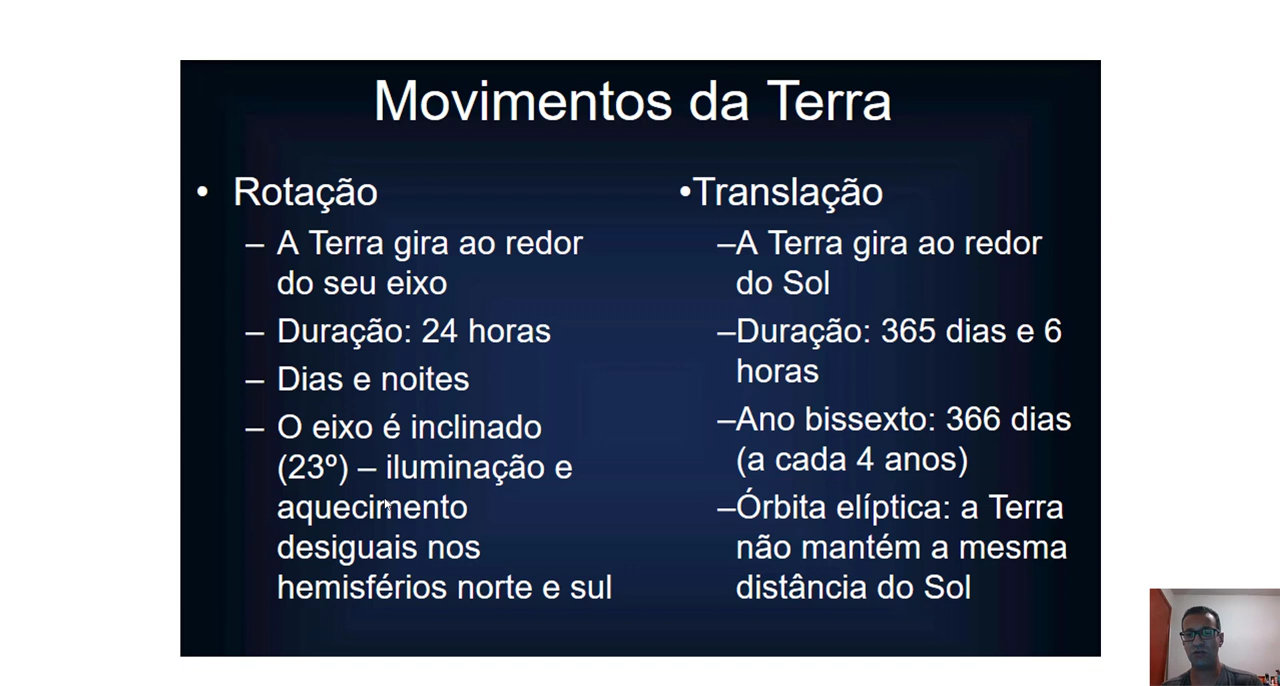 Movimentos da Terra
• Rotação
– A Terra gira ao redor
do seu eixo
– Duração: 24 horas
– Dias e noites
– O eixo é inclinado
(23º) – iluminação e
aquecimento
desiguais nos
hemisférios norte e sul
•Translação
–A Terra gira ao redor
do Sol
–Duração: 365 dias e 6
horas
–Ano bissexto: 366 dias
(a cada 4 anos)
–Órbita elíptica: a Terra
não mantém a mesma
distância do Sol